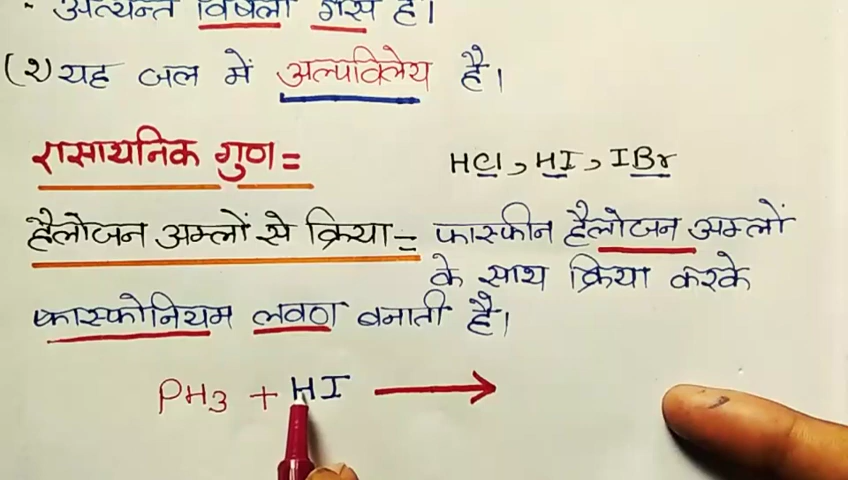 - अत्यन्त विषैली गैस है।
(२) यह जल में अल्पविलेय है।
रासायनिक गुण =
HCl, HI, IBr
हैलोजन अम्लों से क्रिया = फास्फीन हैलोजन अम्लों
के साथ क्रिया करके
फास्फोनियम लवण बनाती है।
PH3 + HI ⟶